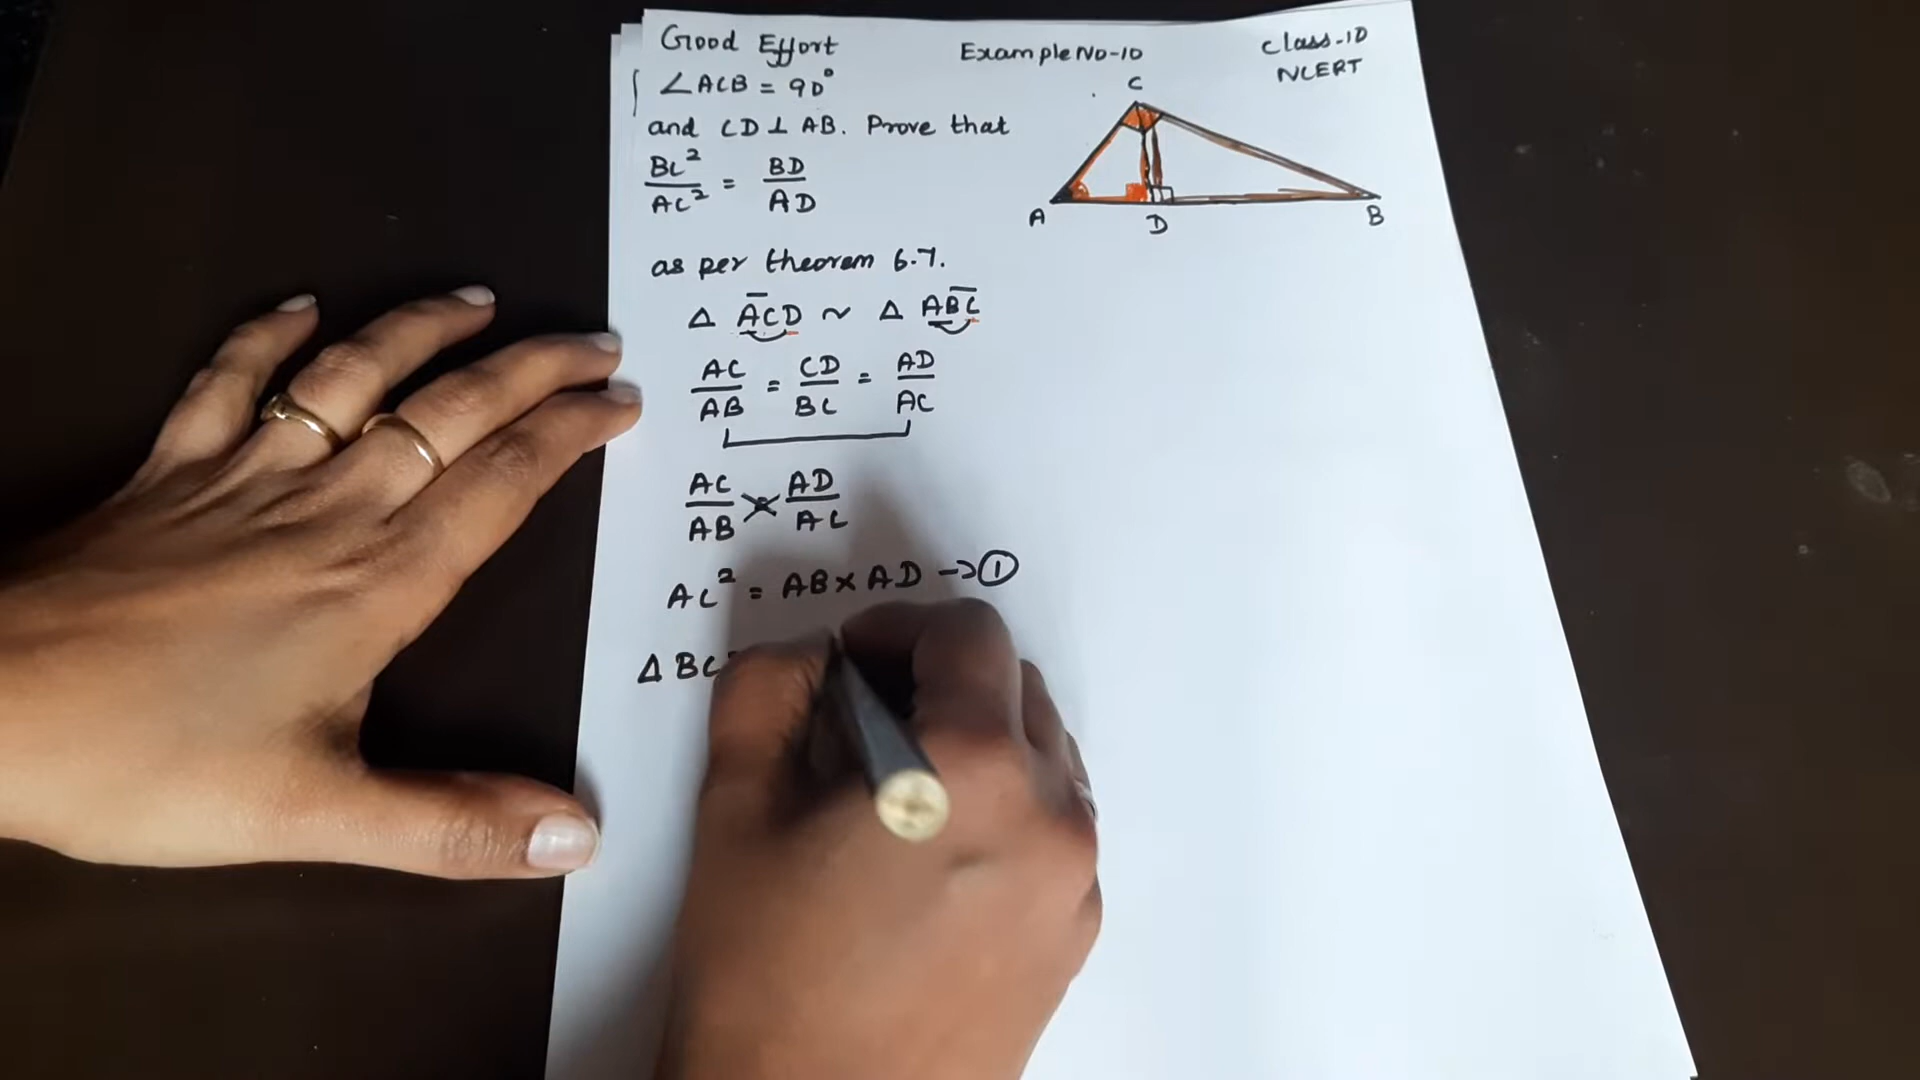 Good Effort
Example No-10
Class-10
NCERT
∠ACB = 90°
and CD ⊥ AB. Prove that
BC²/AC² = BD/AD
C
A
D
B
as per theorem 6.7.
Δ ACD ~ Δ ABC
AC/AB = CD/BC = AD/AC
AC/AB = AD/AC
AC² = AB × AD → ①
Δ BC